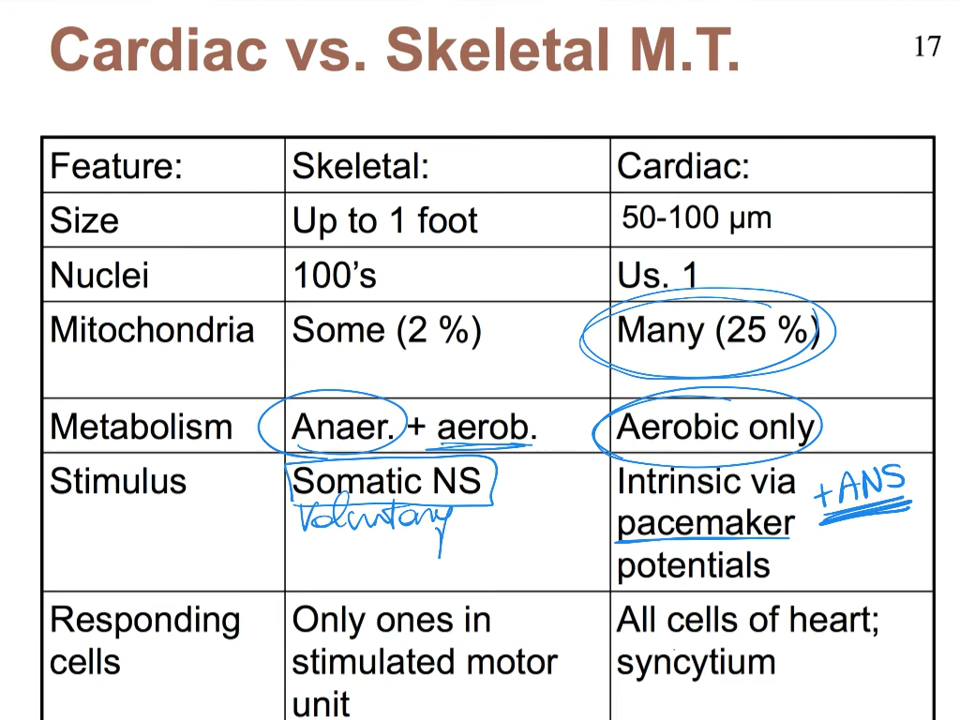 Cardiac vs. Skeletal M.T.
17
Feature: Skeletal: Cardiac:
Size Up to 1 foot 50-100 µm
Nuclei 100's Us. 1
Mitochondria Some (2 %) Many (25 %)
Metabolism Anaer. + aerob. Aerobic only
Stimulus Somatic NS Intrinsic via +ANS
voluntary pacemaker
potentials
Responding Only ones in All cells of heart;
cells stimulated motor syncytium
unit